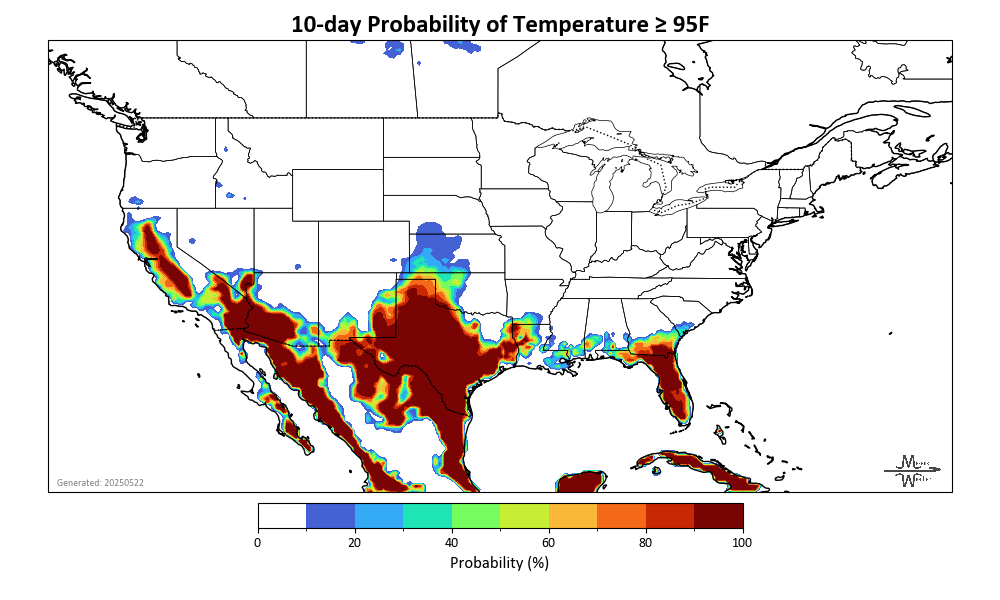 10-day Probability of Temperature ≥ 95F
Generated: 20250522
0 20 40 60 80 100
Probability (%)